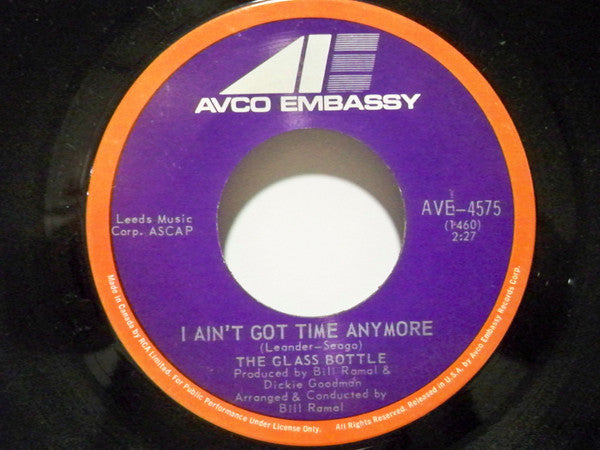 AVCO EMBASSY
Leeds Music
Corp. ASCAP
AVE-4575
(1460)
2:27
I AIN'T GOT TIME ANYMORE
(Leander-Seago)
THE GLASS BOTTLE
Produced by Bill Ramal &
Dickie Goodman
Arranged & Conducted by
Bill Ramal
Made in Canada by RCA Limited. For Public Performance Under License Only.
All Rights Reserved. Released in U.S.A. by Avco Embassy Records Corp.